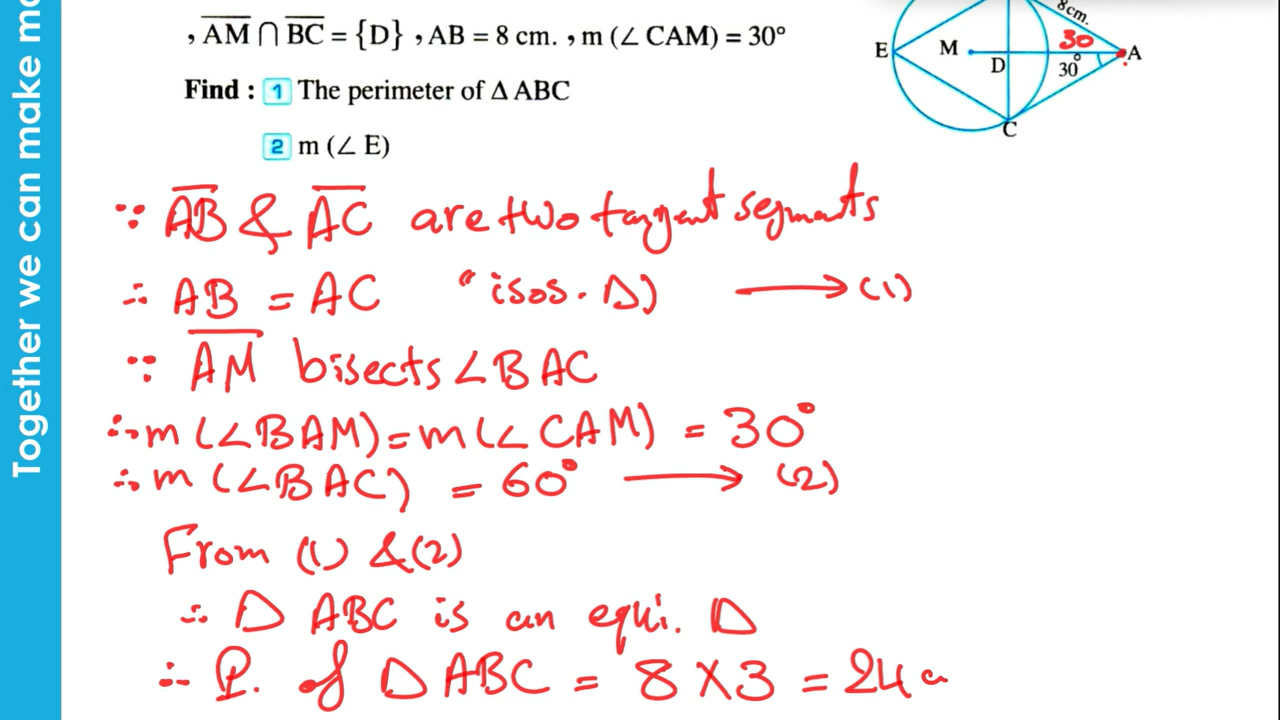 Together we can make mo
, AM ∩ BC = {D} , AB = 8 cm. , m (∠ CAM) = 30°
Find : 1 The perimeter of Δ ABC
2 m (∠ E)
8cm.
30
E M D 30° A
C
∵ AB & AC are two tangent segments
∴ AB = AC "isos. Δ) ⟶ (1)
∵ AM bisects ∠BAC
∴ m (∠BAM) = m (∠ CAM) = 30°
∴ m (∠BAC) = 60° ⟶ (2)
From (1) & (2)
∴ Δ ABC is an equi. Δ
∴ P. of Δ ABC = 8 × 3 = 24 c